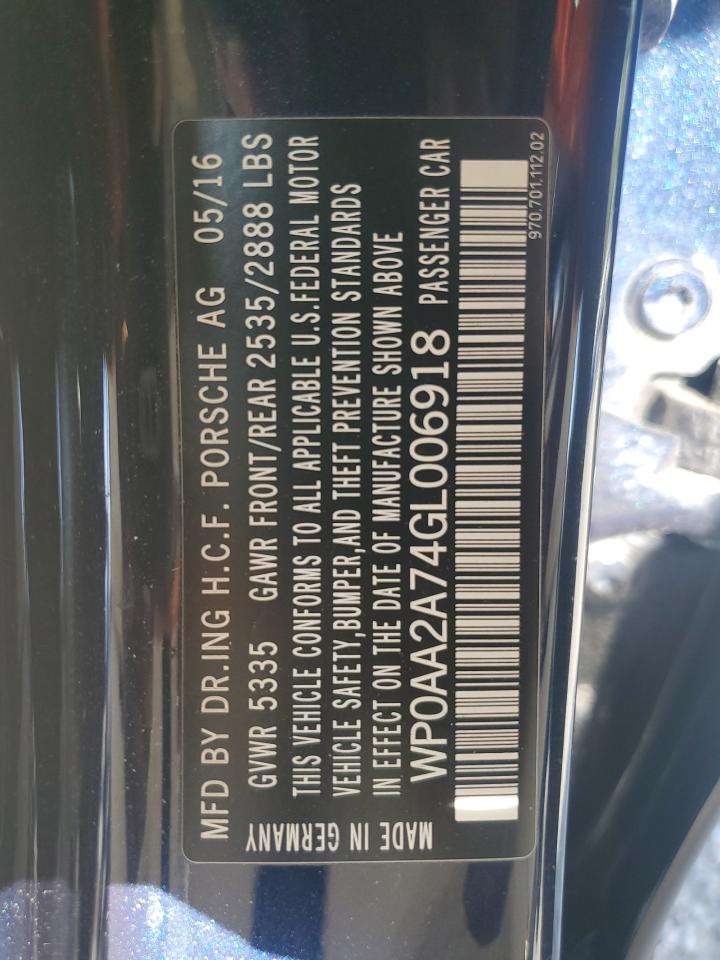 MFD BY DR.ING H.C.F. PORSCHE AG 05/16
GVWR 5335 GAWR FRONT/REAR 2535/2888 LBS
THIS VEHICLE CONFORMS TO ALL APPLICABLE U.S.FEDERAL MOTOR
VEHICLE SAFETY,BUMPER,AND THEFT PREVENTION STANDARDS
IN EFFECT ON THE DATE OF MANUFACTURE SHOWN ABOVE
WP0AA2A74GL006918 PASSENGER CAR
MADE IN GERMANY
970.701.112.02